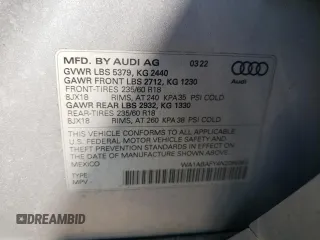 MFD. BY AUDI AG 03 22
GVWR LBS 5379, KG 2440
GAWR FRONT LBS 2712, KG 1230
FRONT-TIRES 235/60 R18
8JX18 RIMS, AT 240 KPA 35 PSI COLD
GAWR REAR LBS 2932, KG 1330
REAR-TIRES 235/60 R18
8JX18 RIMS, AT 260 KPA 38 PSI COLD
THIS VEHICLE CONFORMS TO ALL APPLICABLE
U.S. FEDERAL MOTOR VEHICLE SAFETY AND
THEFT PREVENTION STANDARDS IN EFFECT
ON THE DATE OF MANUFACTURE SHOWN ABOVE
MEXICO
TYPE :
MPV -
Audi